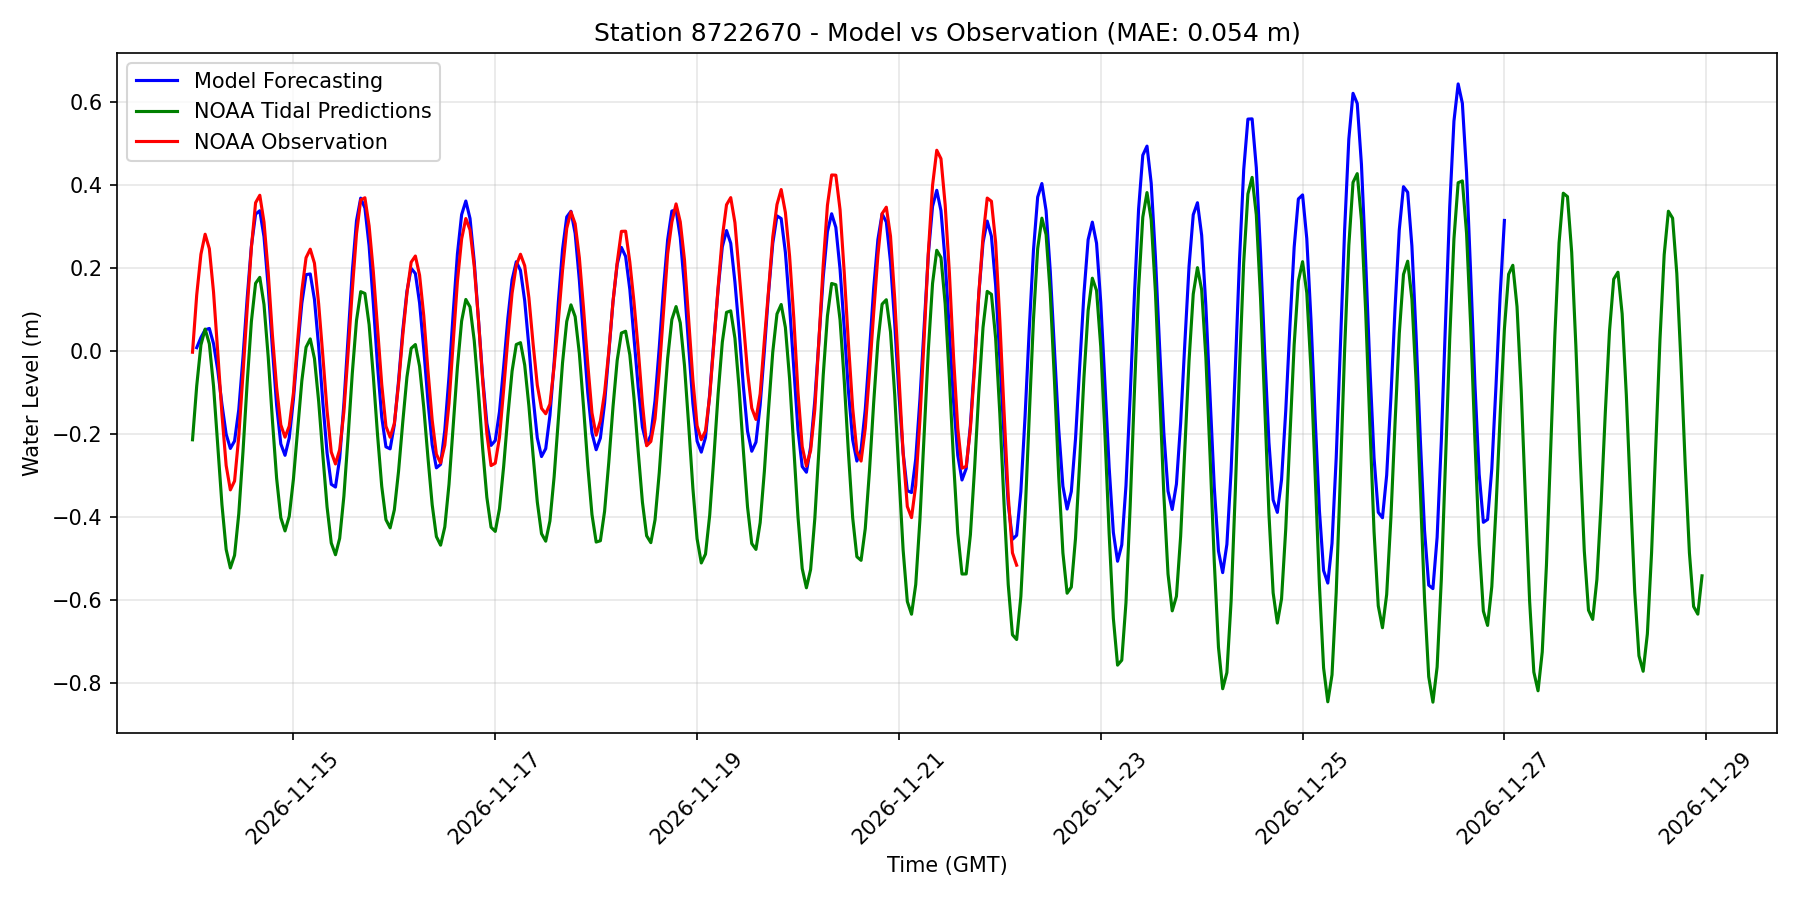 Station 8722670 - Model vs Observation (MAE: 0.054 m)
Model Forecasting
NOAA Tidal Predictions
NOAA Observation
Water Level (m)
0.6
0.4
0.2
0.0
−0.2
−0.4
−0.6
−0.8
2026-11-15
2026-11-17
2026-11-19
2026-11-21
2026-11-23
2026-11-25
2026-11-27
2026-11-29
Time (GMT)